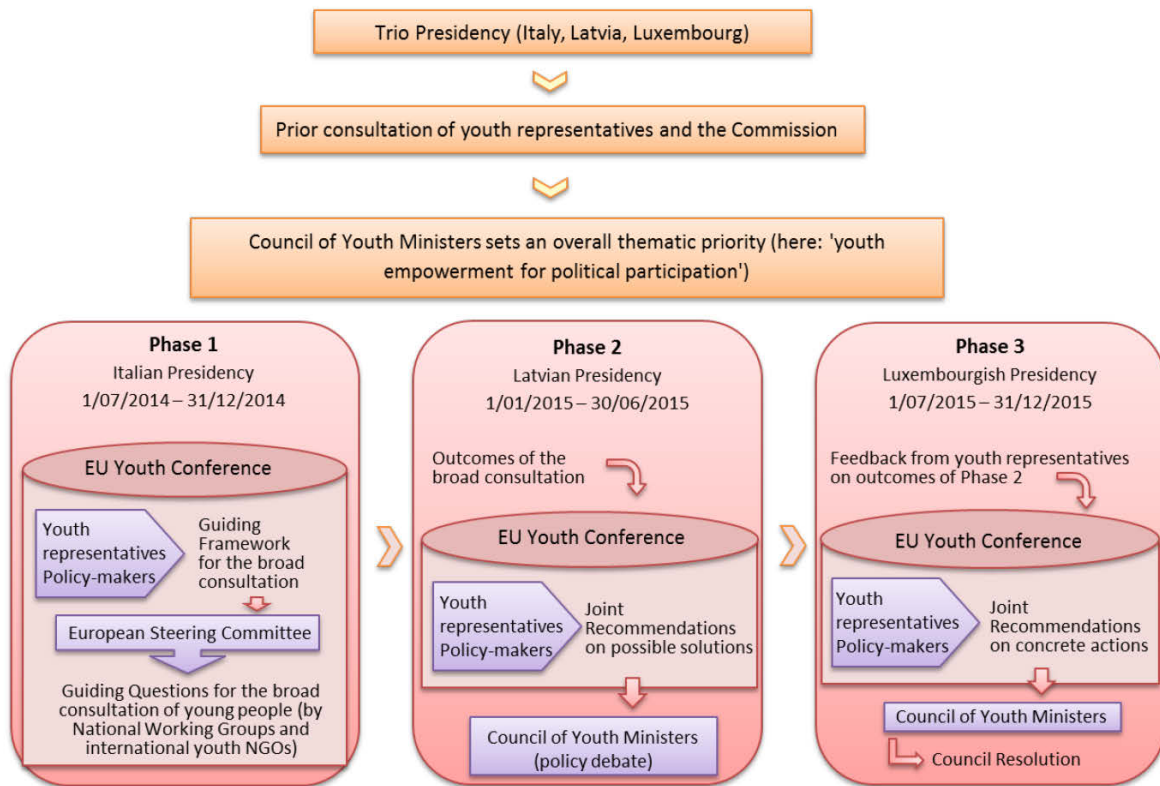 Trio Presidency (Italy, Latvia, Luxembourg)
Prior consultation of youth representatives and the Commission
Council of Youth Ministers sets an overall thematic priority (here: 'youth
empowerment for political participation')
Phase 1
Italian Presidency
1/07/2014 – 31/12/2014
EU Youth Conference
Youth
representatives
Policy-makers
Guiding
Framework
for the broad
consultation
European Steering Committee
Guiding Questions for the broad
consultation of young people (by
National Working Groups and
international youth NGOs)
Phase 2
Latvian Presidency
1/01/2015 – 30/06/2015
Outcomes of the
broad consultation
EU Youth Conference
Youth
representatives
Policy-makers
Joint
Recommendations
on possible solutions
Council of Youth Ministers
(policy debate)
Phase 3
Luxembourgish Presidency
1/07/2015 – 31/12/2015
Feedback from youth representatives
on outcomes of Phase 2
EU Youth Conference
Youth
representatives
Policy-makers
Joint
Recommendations
on concrete actions
Council of Youth Ministers
Council Resolution